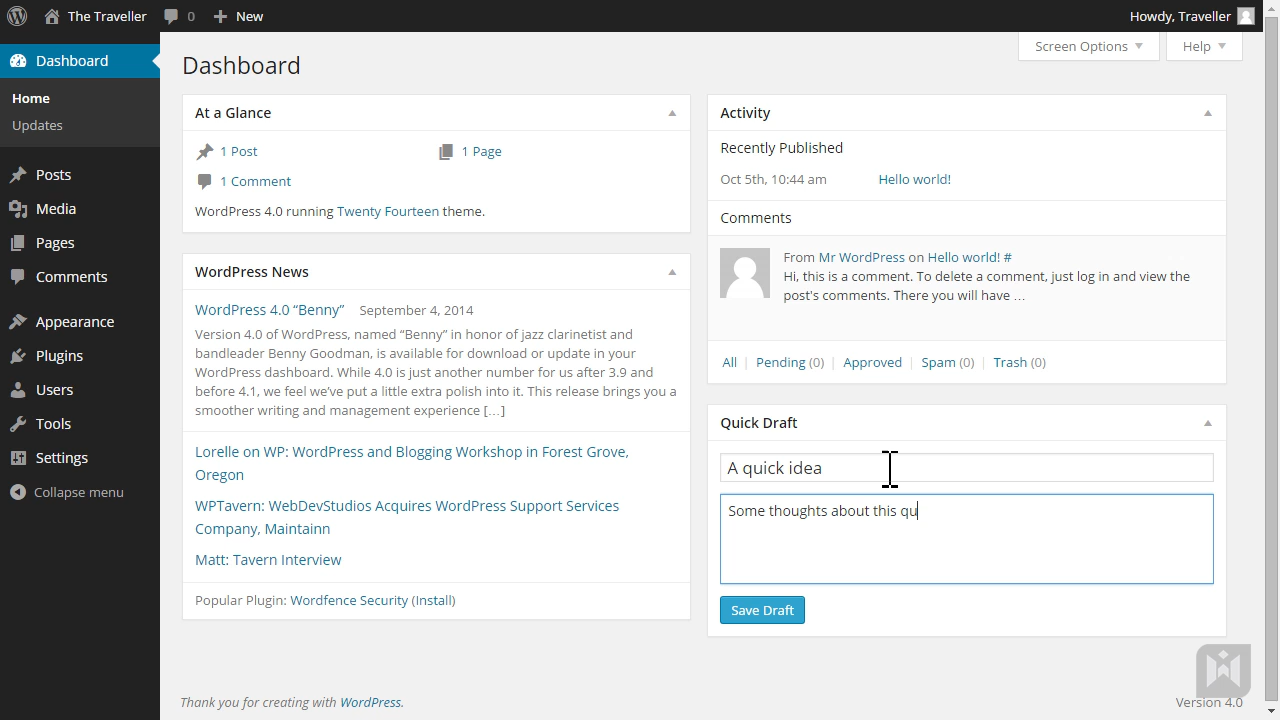 The Traveller
0
New
Howdy, Traveller
Screen Options
Help
Dashboard
Home
Updates
Posts
Media
Pages
Comments
Appearance
Plugins
Users
Tools
Settings
Collapse menu
Dashboard
At a Glance
1 Post
1 Page
1 Comment
WordPress 4.0 running Twenty Fourteen theme.
WordPress News
WordPress 4.0 “Benny” September 4, 2014
Version 4.0 of WordPress, named “Benny” in honor of jazz clarinetist and
bandleader Benny Goodman, is available for download or update in your
WordPress dashboard. While 4.0 is just another number for us after 3.9 and
before 4.1, we feel we’ve put a little extra polish into it. This release brings you a
smoother writing and management experience […]
Lorelle on WP: WordPress and Blogging Workshop in Forest Grove,
Oregon
WPTavern: WebDevStudios Acquires WordPress Support Services
Company, Maintainn
Matt: Tavern Interview
Popular Plugin: Wordfence Security (Install)
Activity
Recently Published
Oct 5th, 10:44 am Hello world!
Comments
From Mr WordPress on Hello world! #
Hi, this is a comment. To delete a comment, just log in and view the
post's comments. There you will have …
All | Pending (0) | Approved | Spam (0) | Trash (0)
Quick Draft
A quick idea
Some thoughts about this qu
Save Draft
Thank you for creating with WordPress.
Version 4.0